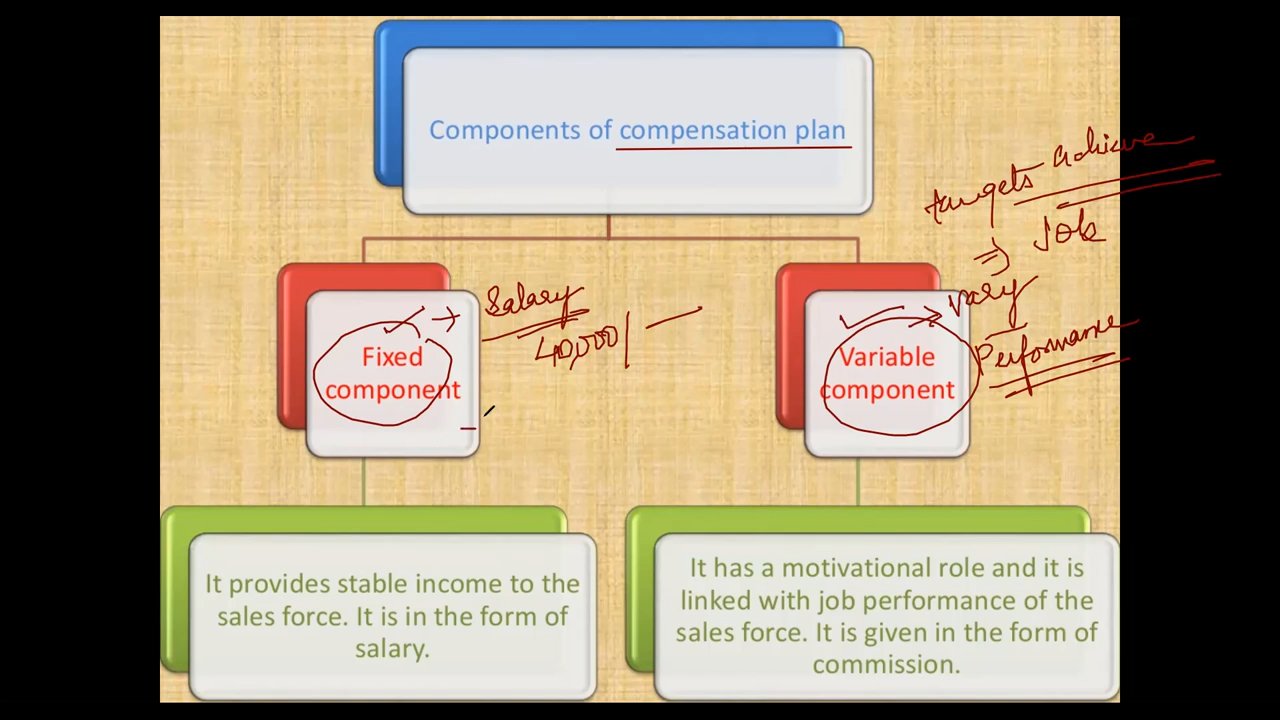 Components of compensation plan
targets achieve
⇒ Job
Salary
40,000/-
vary
Performance
Fixed
component
Variable
component
It provides stable income to the
sales force. It is in the form of
salary.
It has a motivational role and it is
linked with job performance of the
sales force. It is given in the form of
commission.